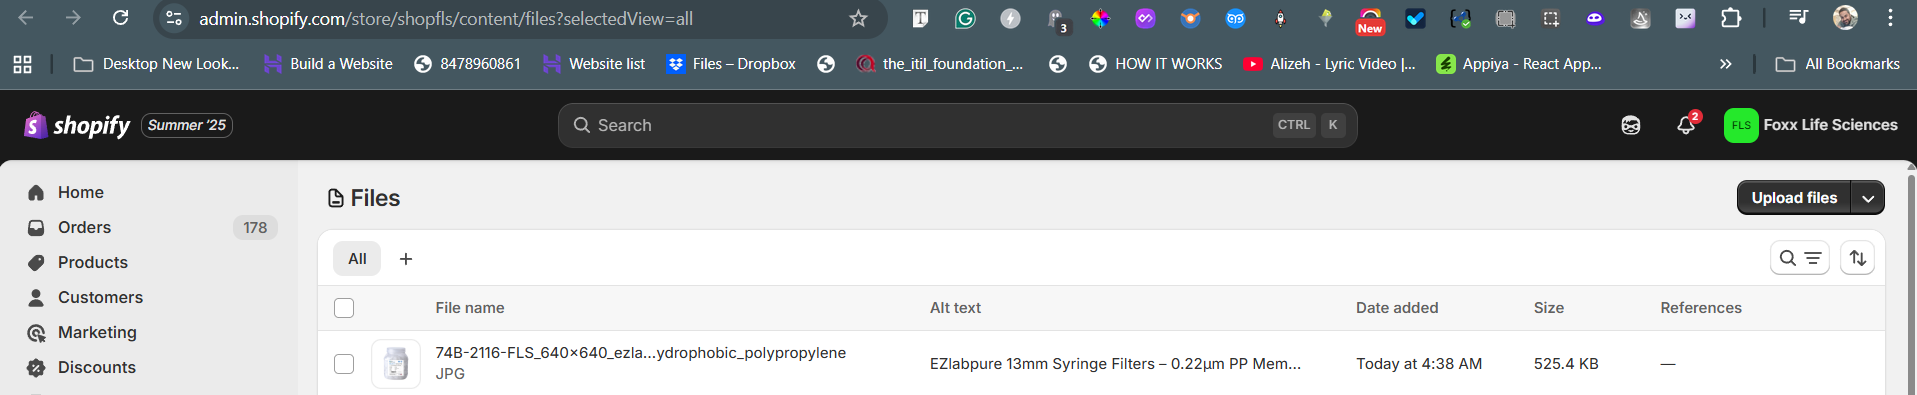 admin.shopify.com/store/shopfls/content/files?selectedView=all
3
New
Desktop New Look...
Build a Website
8478960861
Website list
Files – Dropbox
the_itil_foundation_...
HOW IT WORKS
Alizeh - Lyric Video |...
Appiya - React App...
All Bookmarks
shopify
Summer '25
Search
CTRL K
2
FLS
Foxx Life Sciences
Home
Orders
178
Products
Customers
Marketing
Discounts
Files
Upload files
All
File name
Alt text
Date added
Size
References
74B-2116-FLS_640×640_ezla...ydrophobic_polypropylene
JPG
EZlabpure 13mm Syringe Filters – 0.22μm PP Mem...
Today at 4:38 AM
525.4 KB
—